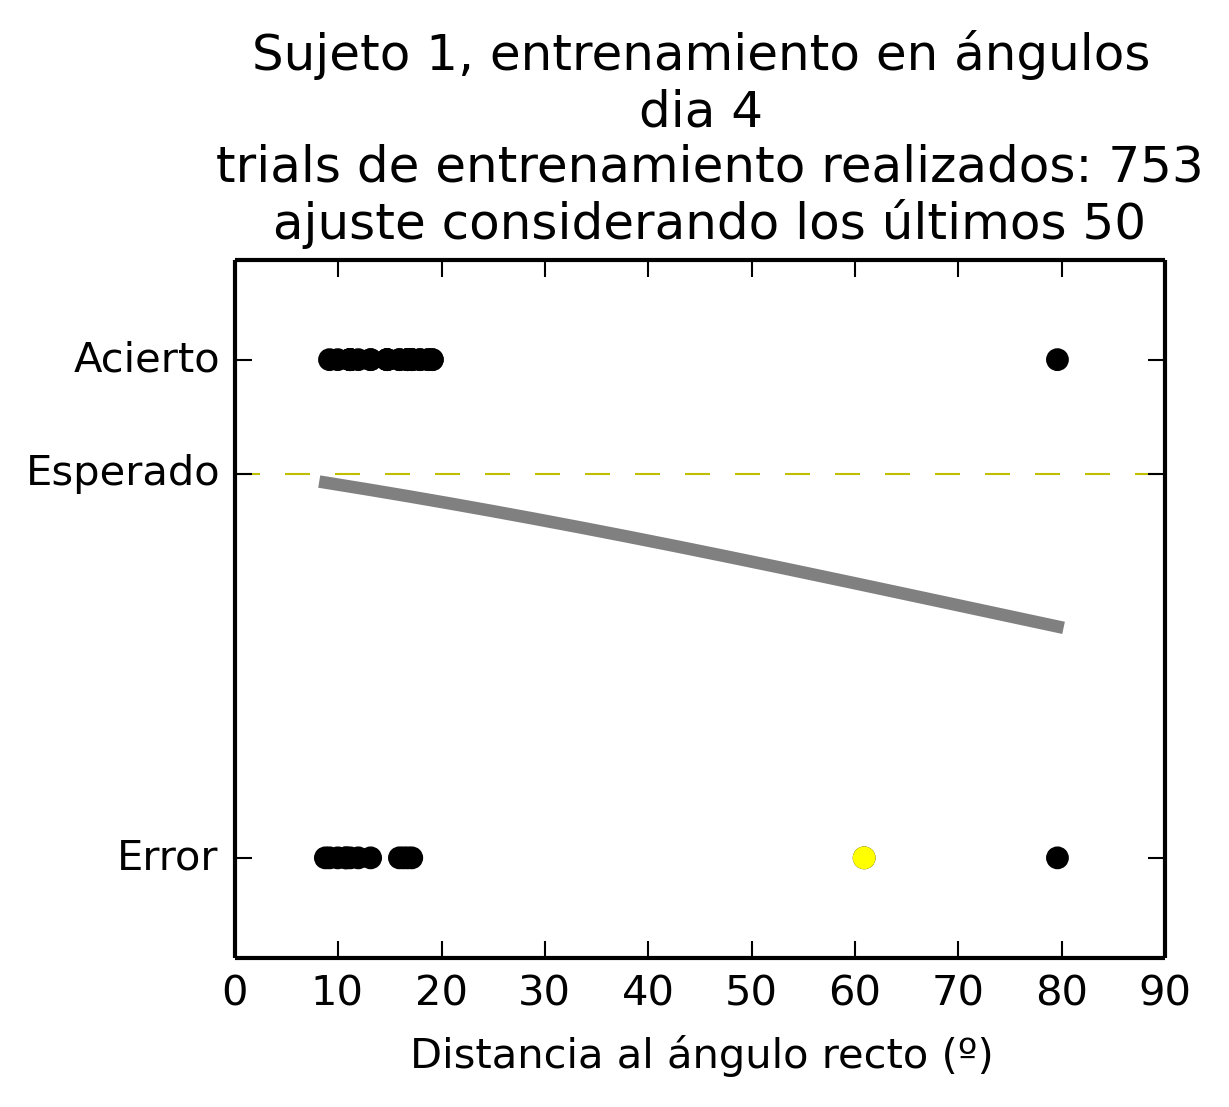 Sujeto 1, entrenamiento en ángulos
dia 4
trials de entrenamiento realizados: 753
ajuste considerando los últimos 50
Acierto
Esperado
Error
0 10 20 30 40 50 60 70 80 90
Distancia al ángulo recto (º)